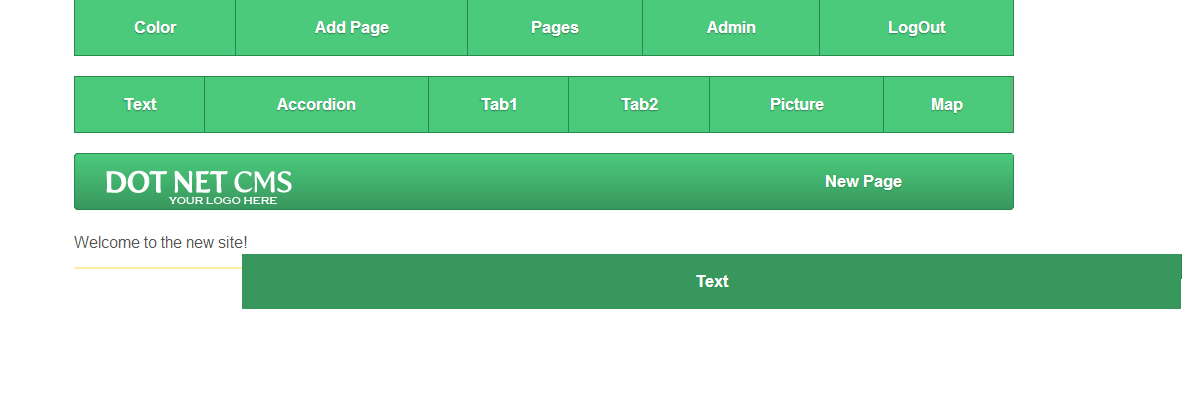 Color Add Page Pages Admin LogOut
Text Accordion Tab1 Tab2 Picture Map
DOT NET CMS New Page
YOUR LOGO HERE
Welcome to the new site!
Text